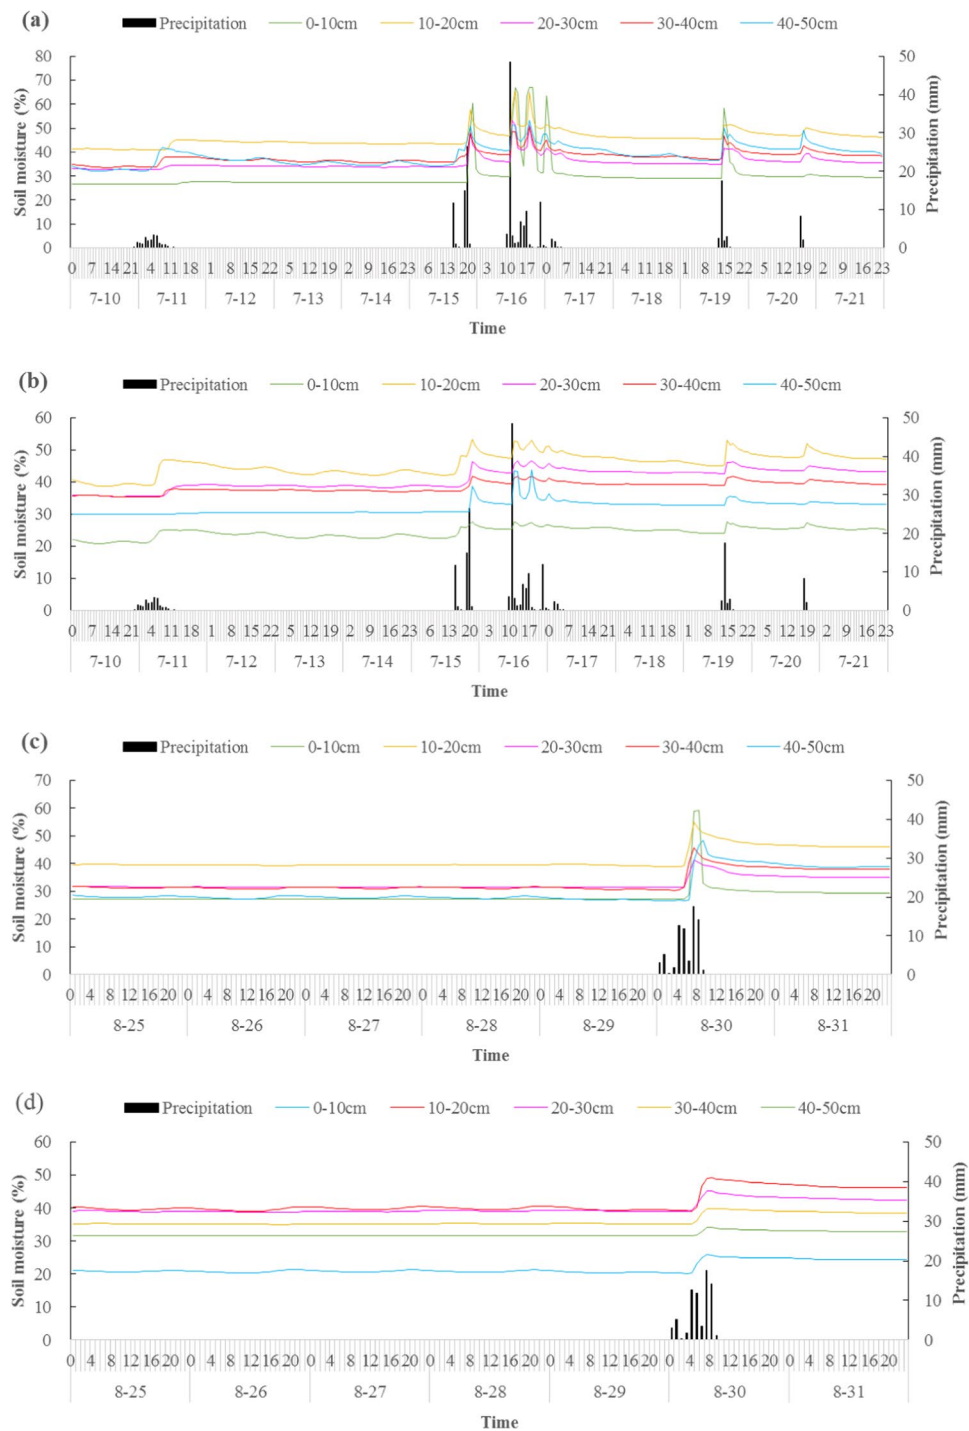 (a)
Precipitation 0-10cm 10-20cm 20-30cm 30-40cm 40-50cm
80 50
70
60 40
50 30
40
30 20
20 10
10
0 0
Soil moisture (%)
Precipitation (mm)
0 7 14 21 4 11 18 1 8 15 22 5 12 19 2 9 16 23 6 13 20 3 10 17 0 7 14 21 4 11 18 1 8 15 22 5 12 19 2 9 16 23
7-10 7-11 7-12 7-13 7-14 7-15 7-16 7-17 7-18 7-19 7-20 7-21
Time
(b)
Precipitation 0-10cm 10-20cm 20-30cm 30-40cm 40-50cm
60 50
50 40
40 30
30
20 20
10 10
0 0
Soil moisture (%)
Precipitation (mm)
0 7 14 21 4 11 18 1 8 15 22 5 12 19 2 9 16 23 6 13 20 3 10 17 0 7 14 21 4 11 18 1 8 15 22 5 12 19 2 9 16 23
7-10 7-11 7-12 7-13 7-14 7-15 7-16 7-17 7-18 7-19 7-20 7-21
Time
(c)
Precipitation 0-10cm 10-20cm 20-30cm 30-40cm 40-50cm
70 50
60 40
50
40 30
30 20
20
10 10
0 0
Soil moisture (%)
Precipitation (mm)
0 4 8 12 16 20 0 4 8 12 16 20 0 4 8 12 16 20 0 4 8 12 16 20 0 4 8 12 16 20 0 4 8 12 16 20 0 4 8 12 16 20
8-25 8-26 8-27 8-28 8-29 8-30 8-31
Time
(d)
Precipitation 0-10cm 10-20cm 20-30cm 30-40cm 40-50cm
60 50
50 40
40 30
30
20 20
10 10
0 0
Soil moisture (%)
Precipitation (mm)
0 4 8 12 16 20 0 4 8 12 16 20 0 4 8 12 16 20 0 4 8 12 16 20 0 4 8 12 16 20 0 4 8 12 16 20 0 4 8 12 16 20
8-25 8-26 8-27 8-28 8-29 8-30 8-31
Time